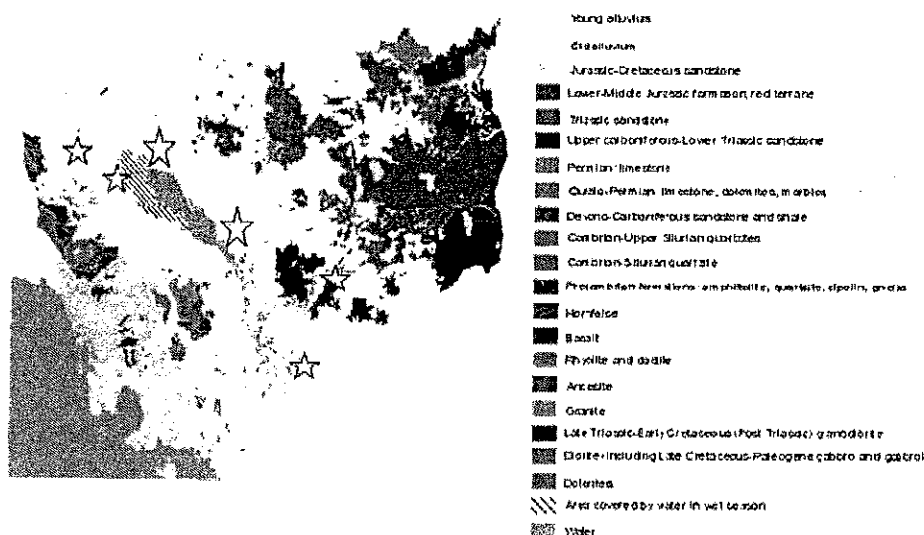 Young alluvium
Old alluvium
Jurassic-Cretaceous sandstone
Lower-Middle Jurassic formation, red terrane
Triassic sandstone
Upper carboniferous-Lower Triassic sandstone
Permian limestone
Permian limestone, dolomites, marbles
Devono-Carboniferous sandstone and shale
Cambrian-Upper Silurian quartzites
Cambrian-Silurian quartzite
Precambrian formations: amphibolite, quartzite, cipolin, gneiss
Hornfelse
Basalt
Rhyolite and dacite
Andesite
Granite
Late Triassic-Early Cretaceous (Post Triassic) granodiorite
Diorite-including Late Cretaceous-Paleogene gabbro and
Dolerites
Area covered by water in wet season
Water